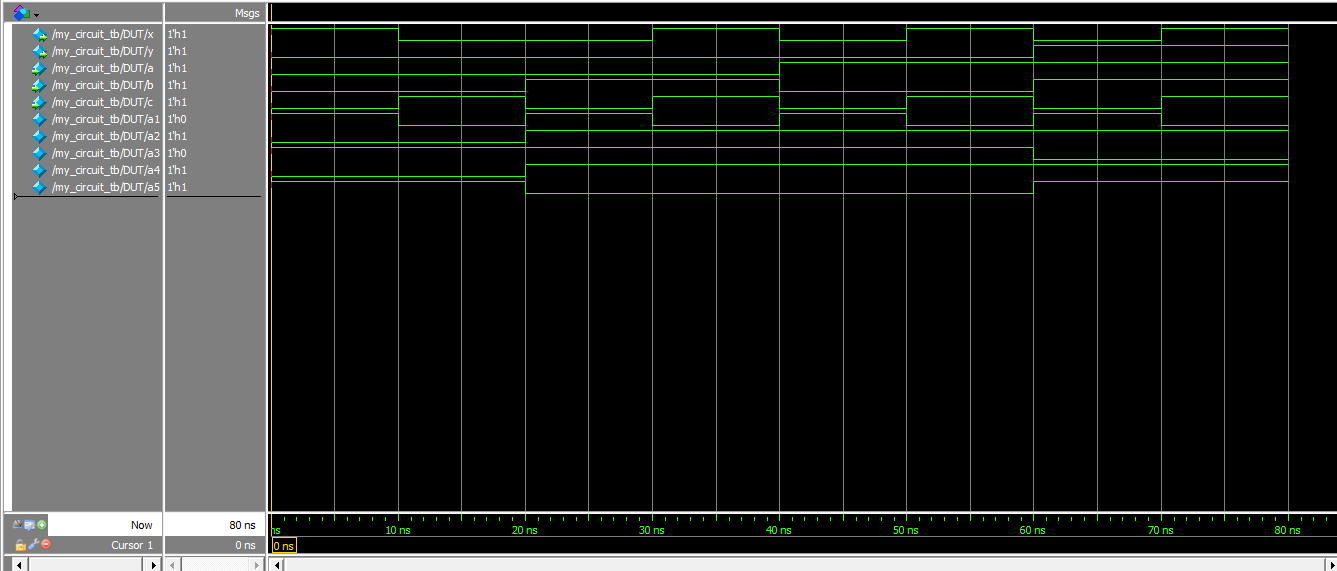 Msgs
/my_circuit_tb/DUT/x 1'h1
/my_circuit_tb/DUT/y 1'h1
/my_circuit_tb/DUT/a 1'h1
/my_circuit_tb/DUT/b 1'h1
/my_circuit_tb/DUT/c 1'h1
/my_circuit_tb/DUT/a1 1'h0
/my_circuit_tb/DUT/a2 1'h1
/my_circuit_tb/DUT/a3 1'h0
/my_circuit_tb/DUT/a4 1'h1
/my_circuit_tb/DUT/a5 1'h1
Now 80 ns ns 10 ns 20 ns 30 ns 40 ns 50 ns 60 ns 70 ns 80 ns
Cursor 1 0 ns 0 ns